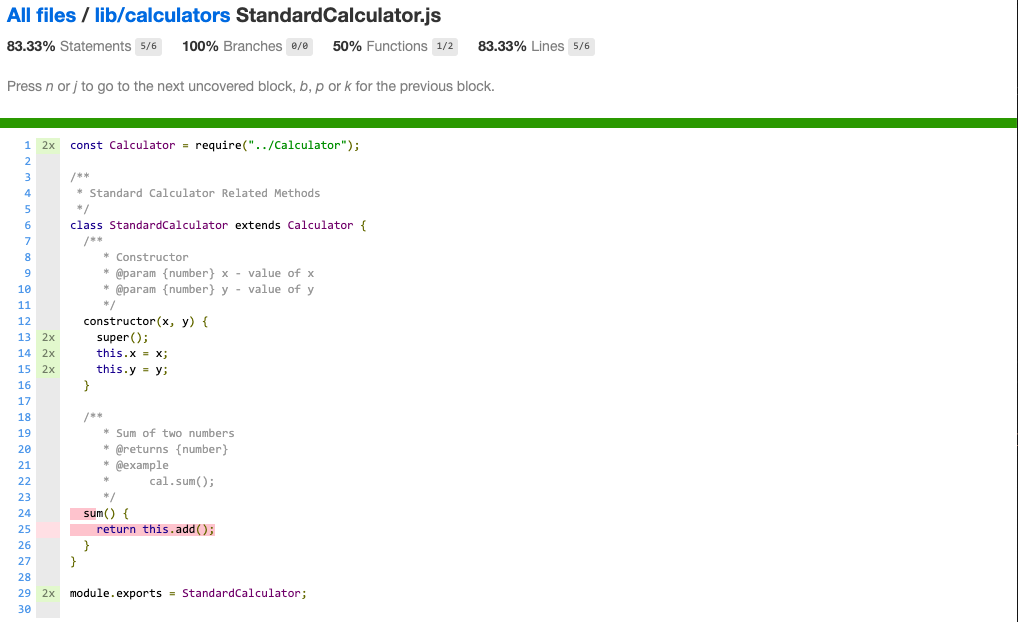 All files / lib/calculators StandardCalculator.js
83.33% Statements 5/6 100% Branches 0/0 50% Functions 1/2 83.33% Lines 5/6
Press n or j to go to the next uncovered block, b, p or k for the previous block.
1 2x const Calculator = require("../Calculator");
2
3 /**
4 * Standard Calculator Related Methods
5 */
6 class StandardCalculator extends Calculator {
7 /**
8 * Constructor
9 * @param {number} x - value of x
10 * @param {number} y - value of y
11 */
12 constructor(x, y) {
13 2x super();
14 2x this.x = x;
15 2x this.y = y;
16 }
17
18 /**
19 * Sum of two numbers
20 * @returns {number}
21 * @example
22 * cal.sum();
23 */
24 sum() {
25 return this.add();
26 }
27 }
28
29 2x module.exports = StandardCalculator;
30